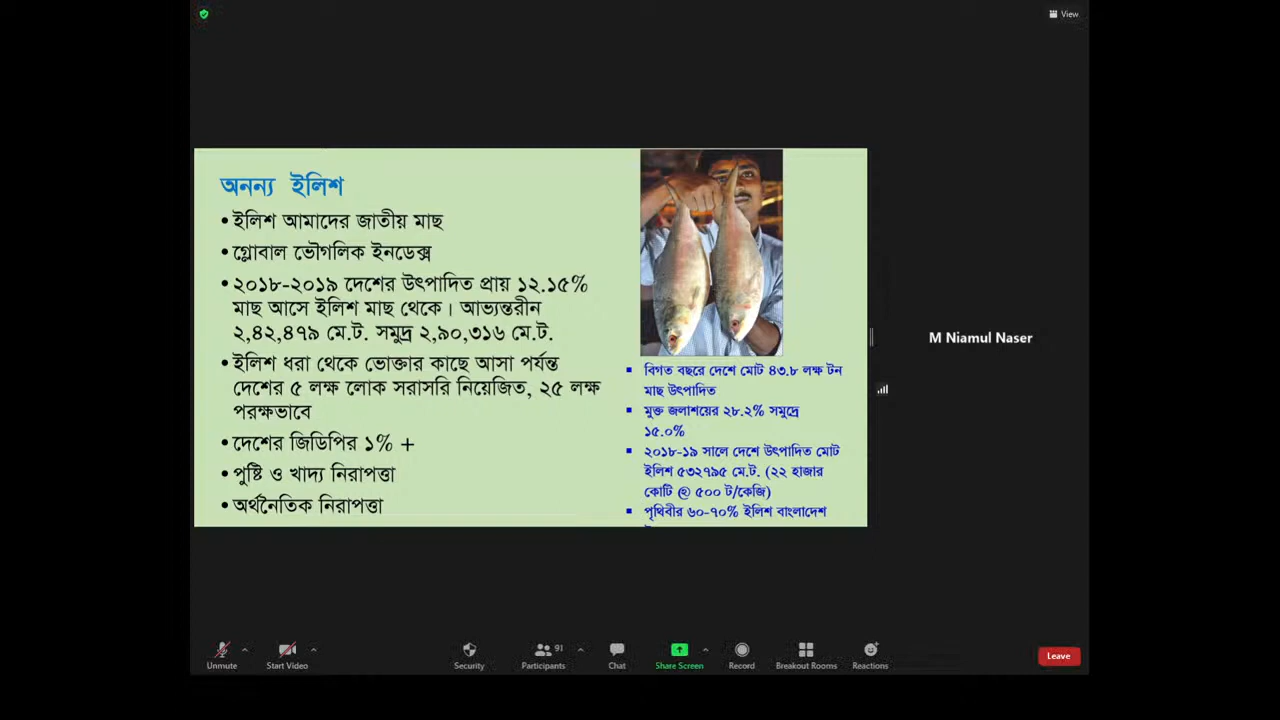 View
অনন্য ইলিশ
•ইলিশ আমাদের জাতীয় মাছ
•গ্লোবাল ভৌগলিক ইনডেক্স
•২০১৮-২০১৯ দেশের উৎপাদিত প্রায় ১২.১৫%
মাছ আসে ইলিশ মাছ থেকে। আভ্যন্তরীন
২,৪২,৪৭৯ মে.ট. সমুদ্র ২,৯০,৩১৬ মে.ট.
•ইলিশ ধরা থেকে ভোক্তার কাছে আসা পর্যন্ত
দেশের ৫ লক্ষ লোক সরাসরি নিয়েজিত, ২৫ লক্ষ
পরক্ষভাবে
•দেশের জিডিপির ১% +
•পুষ্টি ও খাদ্য নিরাপত্তা
•অর্থনৈতিক নিরাপত্তা
▪ বিগত বছরে দেশে মোট ৪৩.৮ লক্ষ টন
মাছ উৎপাদিত
▪ মুক্ত জলাশয়ের ২৮.২% সমুদ্রে
১৫.০%
▪ ২০১৮-১৯ সালে দেশে উৎপাদিত মোট
ইলিশ ৫৩২৭৯৫ মে.ট. (২২ হাজার
কোটি @ ৫০০ ট/কেজি)
▪ পৃথিবীর ৬০-৭০% ইলিশ বাংলাদেশ
M Niamul Naser
Unmute
Start Video
Security
Participants 91
Chat
Share Screen
Record
Breakout Rooms
Reactions
Leave